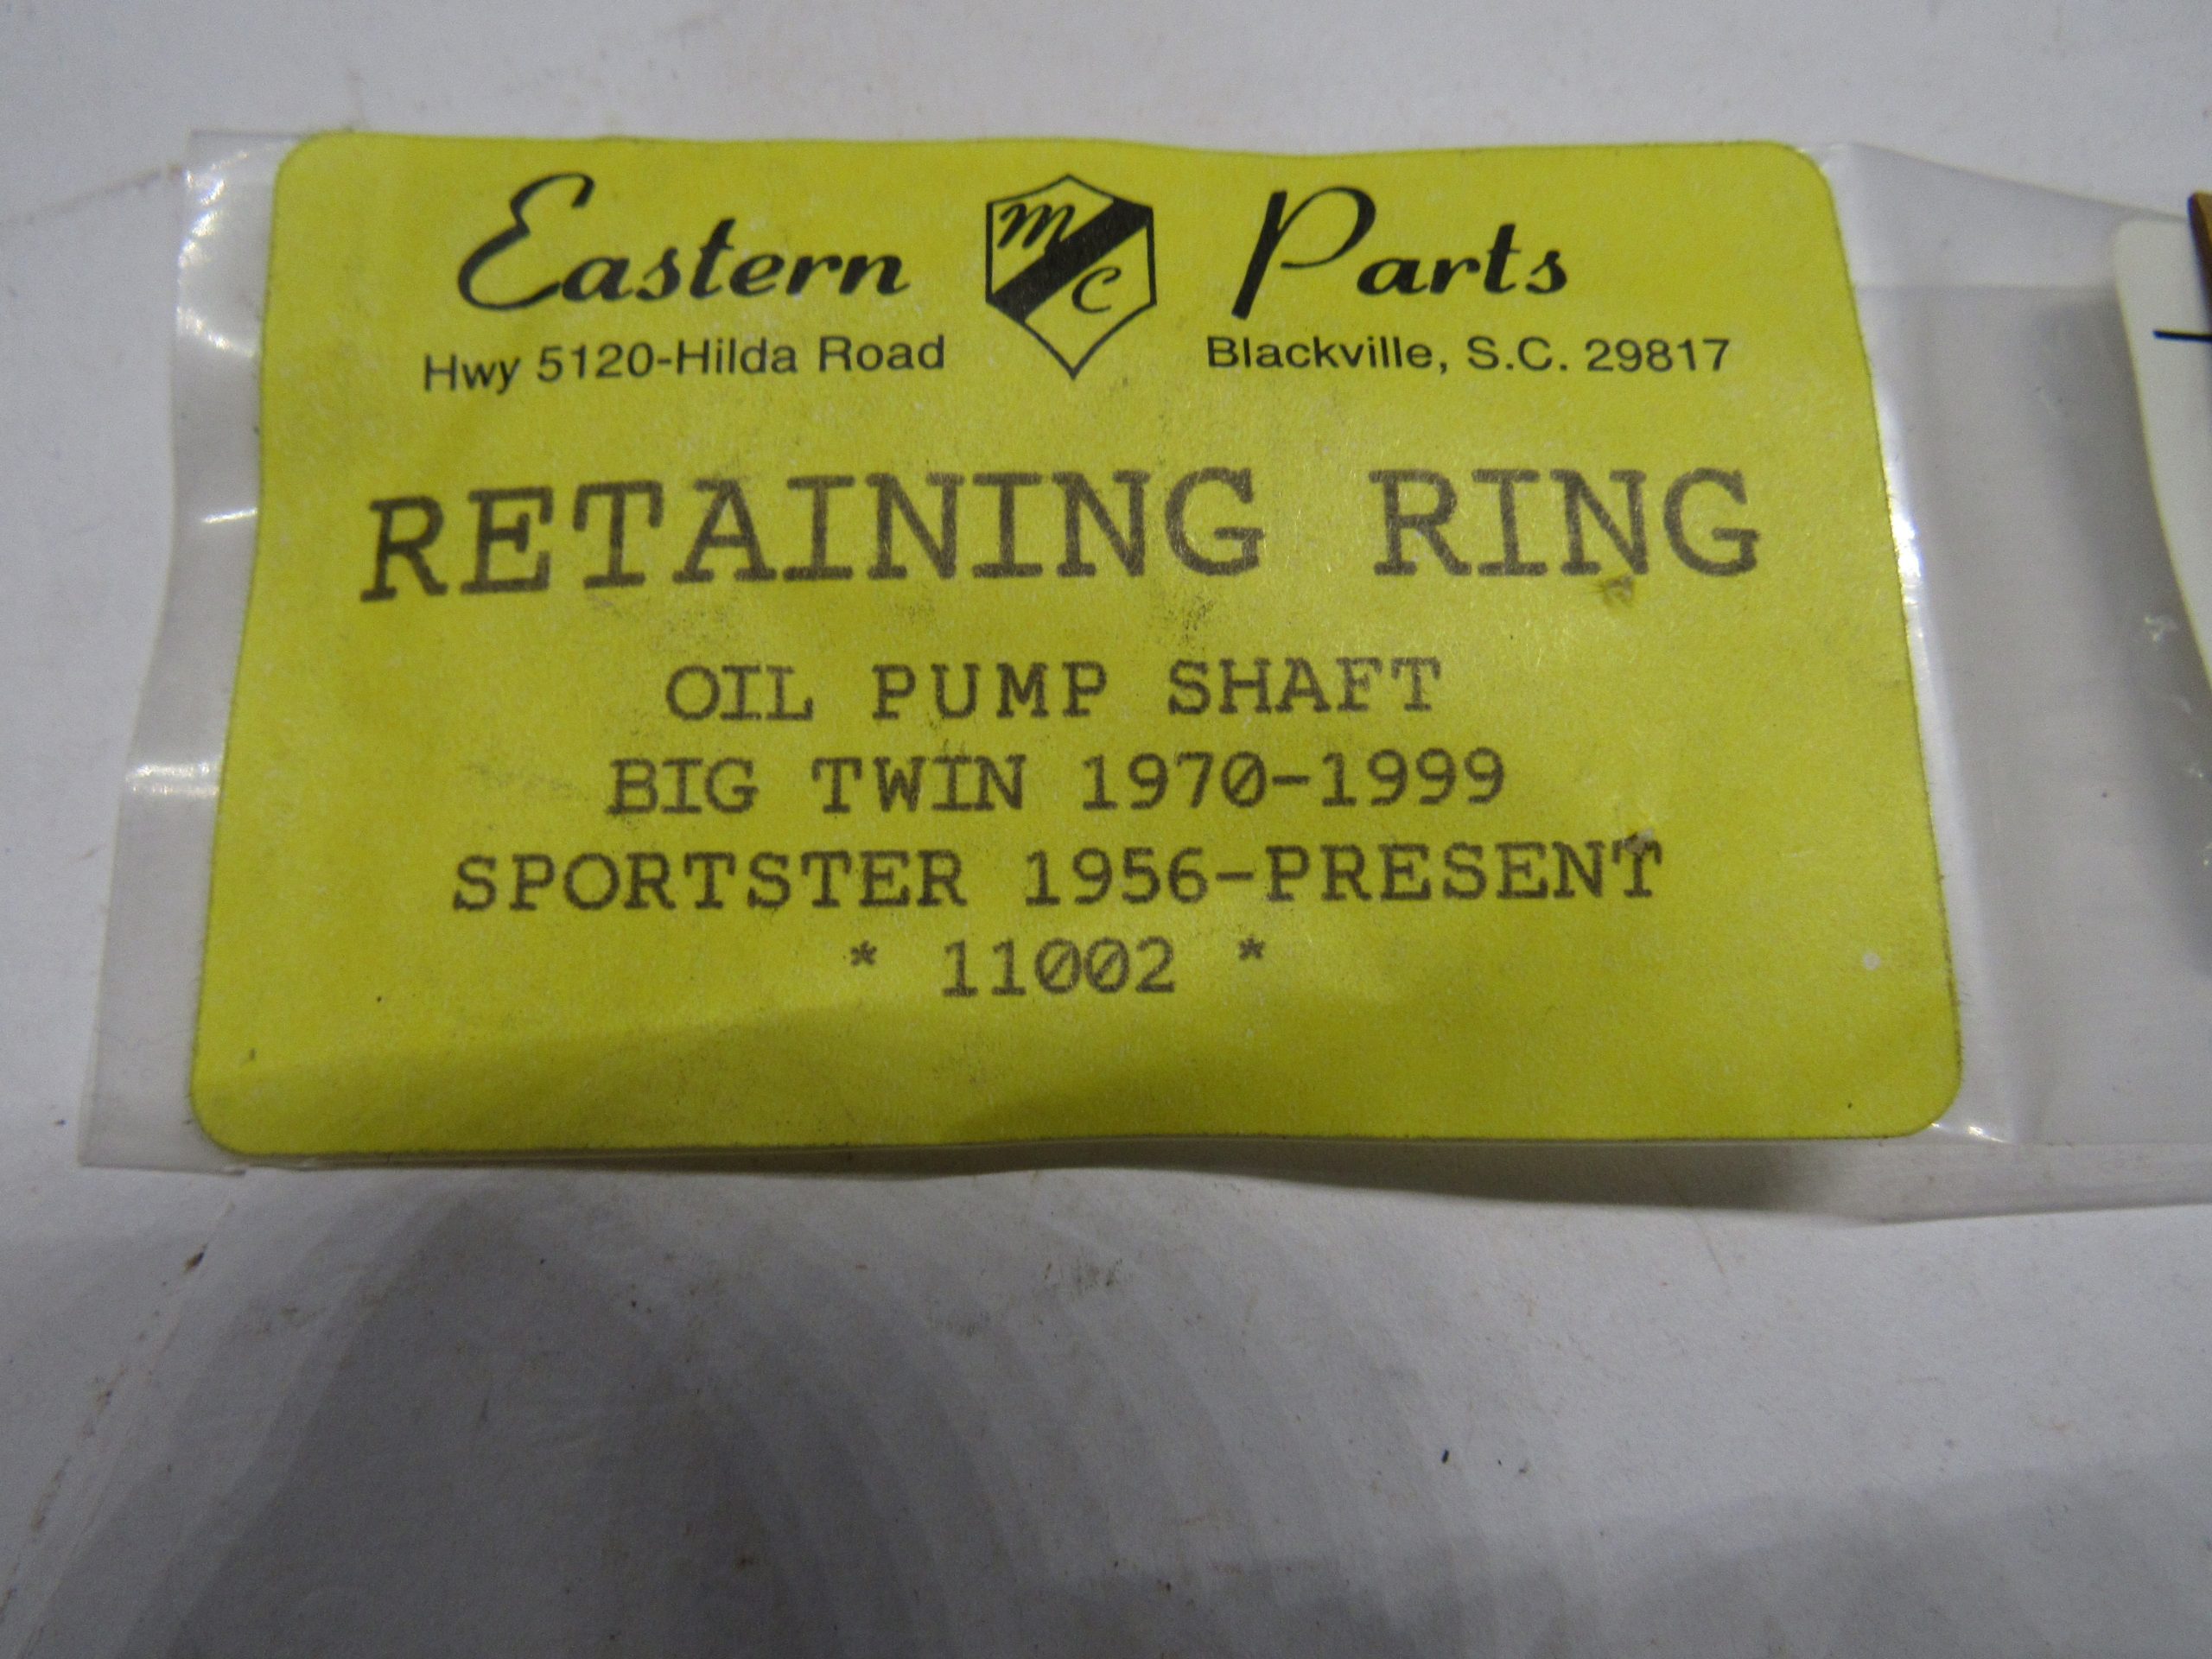 Eastern MC Parts
Hwy 5120-Hilda Road Blackville, S.C. 29817
RETAINING RING
OIL PUMP SHAFT
BIG TWIN 1970-1999
SPORTSTER 1956-PRESENT
* 11002 *